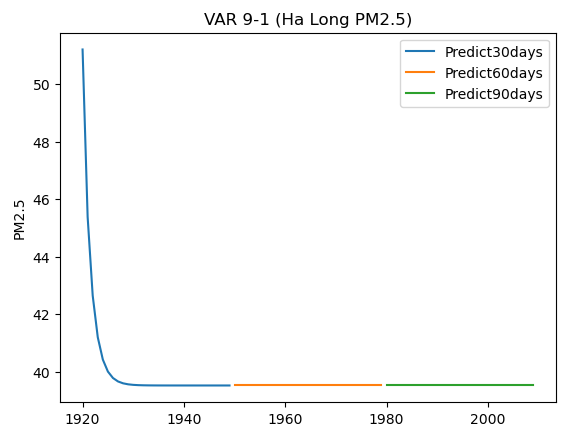 VAR 9-1 (Ha Long PM2.5)
Predict30days
Predict60days
Predict90days
PM2.5
50
48
46
44
42
40
1920 1940 1960 1980 2000